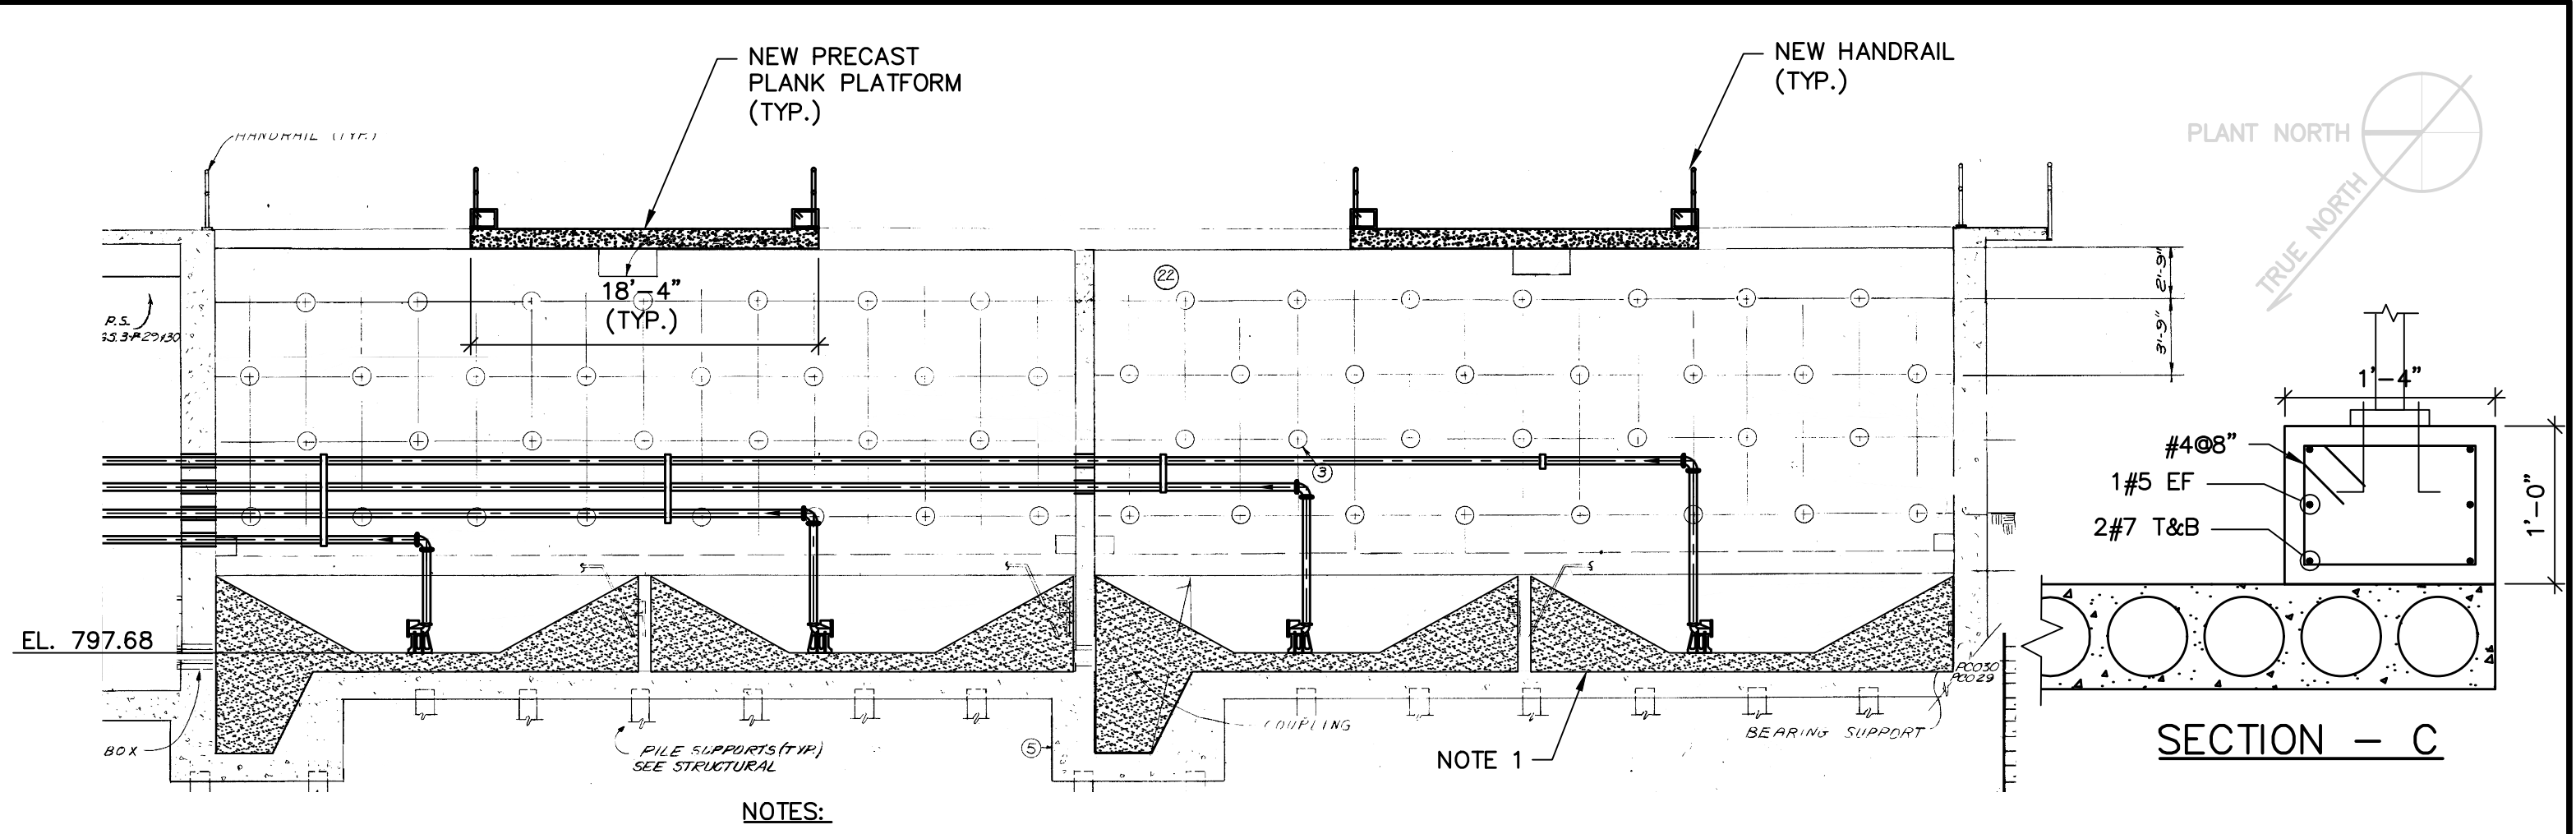 NEW PRECAST
PLANK PLATFORM
(TYP.)
NEW HANDRAIL
(TYP.)
PLANT NORTH
TRUE NORTH
HANDRAIL (TYP.)
22
2'-9"
3'-9"
18'-4"
(TYP.)
P.S.
1'-4"
#4@8"
1#5 EF
2#7 T&B
1'-0"
3
EL. 797.68
PC030
PC029
BOX
PILE SUPPORTS (TYP.)
SEE STRUCTURAL
5
COUPLING
NOTE 1
BEARING SUPPORT
SECTION - C
NOTES: